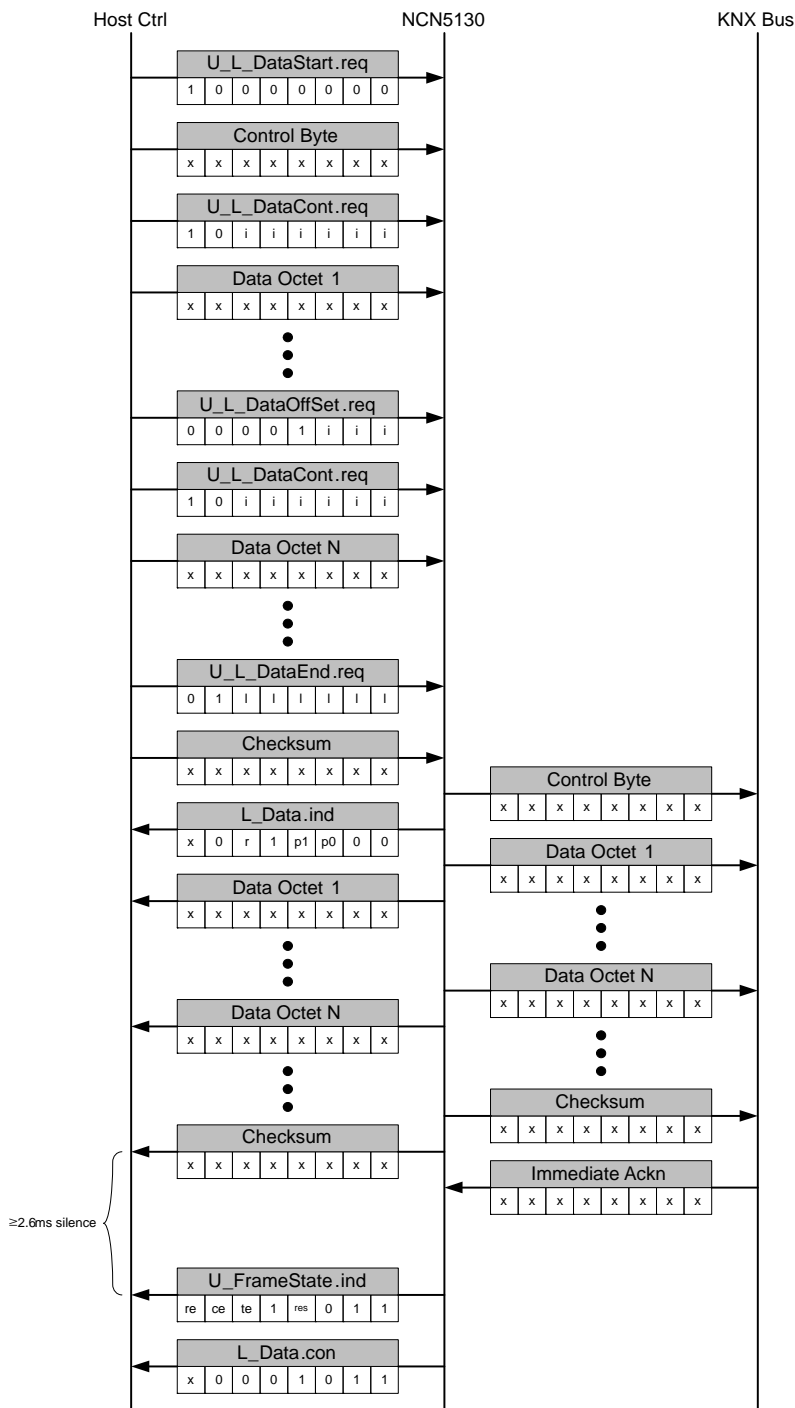 Host Ctrl NCN5130 KNX Bus
U_L_DataStart.req
1 0 0 0 0 0 0 0
Control Byte
x x x x x x x x
U_L_DataCont.req
1 0 i i i i i i
Data Octet 1
x x x x x x x x
U_L_DataOffSet.req
0 0 0 0 1 i i i
U_L_DataCont.req
1 0 i i i i i i
Data Octet N
x x x x x x x x
U_L_DataEnd.req
0 1 l l l l l l
Checksum
x x x x x x x x
Control Byte
x x x x x x x x
L_Data.ind
x 0 r 1 p1 p0 0 0
Data Octet 1
x x x x x x x x
Data Octet 1
x x x x x x x x
Data Octet N
x x x x x x x x
Data Octet N
x x x x x x x x
Checksum
x x x x x x x x
Checksum
x x x x x x x x
Immediate Ackn
x x x x x x x x
≥2.6ms silence
U_FrameState.ind
re ce te 1 res 0 1 1
L_Data.con
x 0 0 0 1 0 1 1